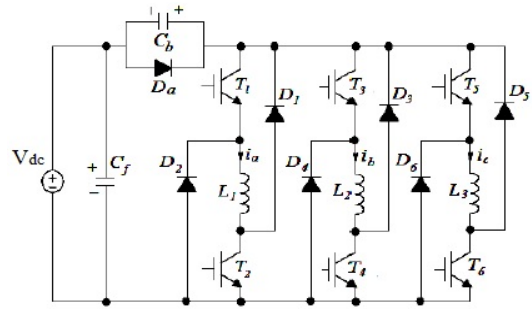 - +
C_b
D_a
T_1
D_1
T_3
D_3
T_5
D_5
V_dc
+
-
+
C_f
-
D_2
i_a
L_1
D_4
i_b
L_2
D_6
i_c
L_3
T_2
T_4
T_6